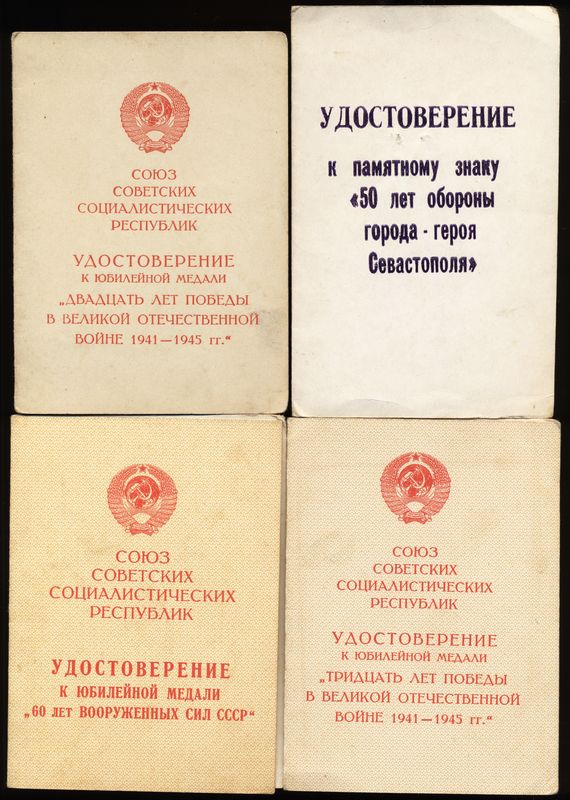 СОЮЗ
СОВЕТСКИХ
СОЦИАЛИСТИЧЕСКИХ
РЕСПУБЛИК
УДОСТОВЕРЕНИЕ
К ЮБИЛЕЙНОЙ МЕДАЛИ
„ДВАДЦАТЬ ЛЕТ ПОБЕДЫ
В ВЕЛИКОЙ ОТЕЧЕСТВЕННОЙ
ВОЙНЕ 1941—1945 гг.“
УДОСТОВЕРЕНИЕ
к памятному знаку
«50 лет обороны
города - героя
Севастополя»
СОЮЗ
СОВЕТСКИХ
СОЦИАЛИСТИЧЕСКИХ
РЕСПУБЛИК
УДОСТОВЕРЕНИЕ
К ЮБИЛЕЙНОЙ МЕДАЛИ
„60 ЛЕТ ВООРУЖЕННЫХ СИЛ СССР“
СОЮЗ
СОВЕТСКИХ
СОЦИАЛИСТИЧЕСКИХ
РЕСПУБЛИК
УДОСТОВЕРЕНИЕ
К ЮБИЛЕЙНОЙ МЕДАЛИ
„ТРИДЦАТЬ ЛЕТ ПОБЕДЫ
В ВЕЛИКОЙ ОТЕЧЕСТВЕННОЙ
ВОЙНЕ 1941—1945 гг.“